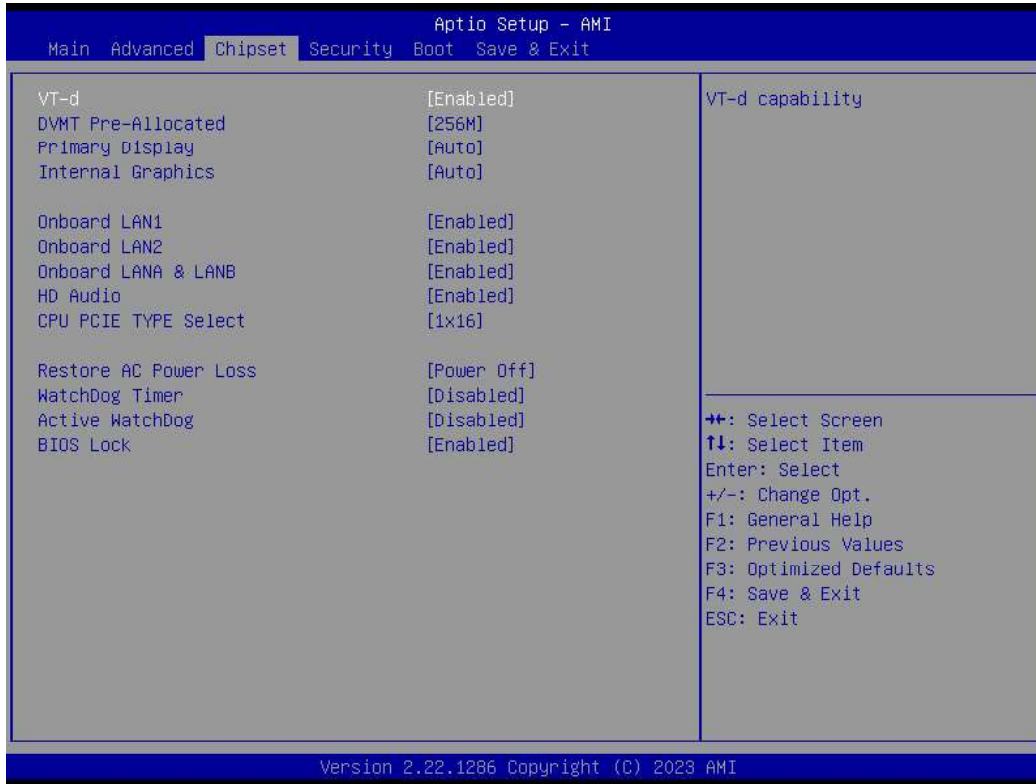 Aptio Setup – AMI
Main Advanced Chipset Security Boot Save & Exit
VT-d [Enabled]
DVMT Pre-Allocated [256M]
Primary Display [Auto]
Internal Graphics [Auto]
Onboard LAN1 [Enabled]
Onboard LAN2 [Enabled]
Onboard LANA & LANB [Enabled]
HD Audio [Enabled]
CPU PCIE TYPE Select [1x16]
Restore AC Power Loss [Power Off]
WatchDog Timer [Disabled]
Active WatchDog [Disabled]
BIOS Lock [Enabled]
VT-d capability
→←: Select Screen
↑↓: Select Item
Enter: Select
+/-: Change Opt.
F1: General Help
F2: Previous Values
F3: Optimized Defaults
F4: Save & Exit
ESC: Exit
Version 2.22.1286 Copyright (C) 2023 AMI